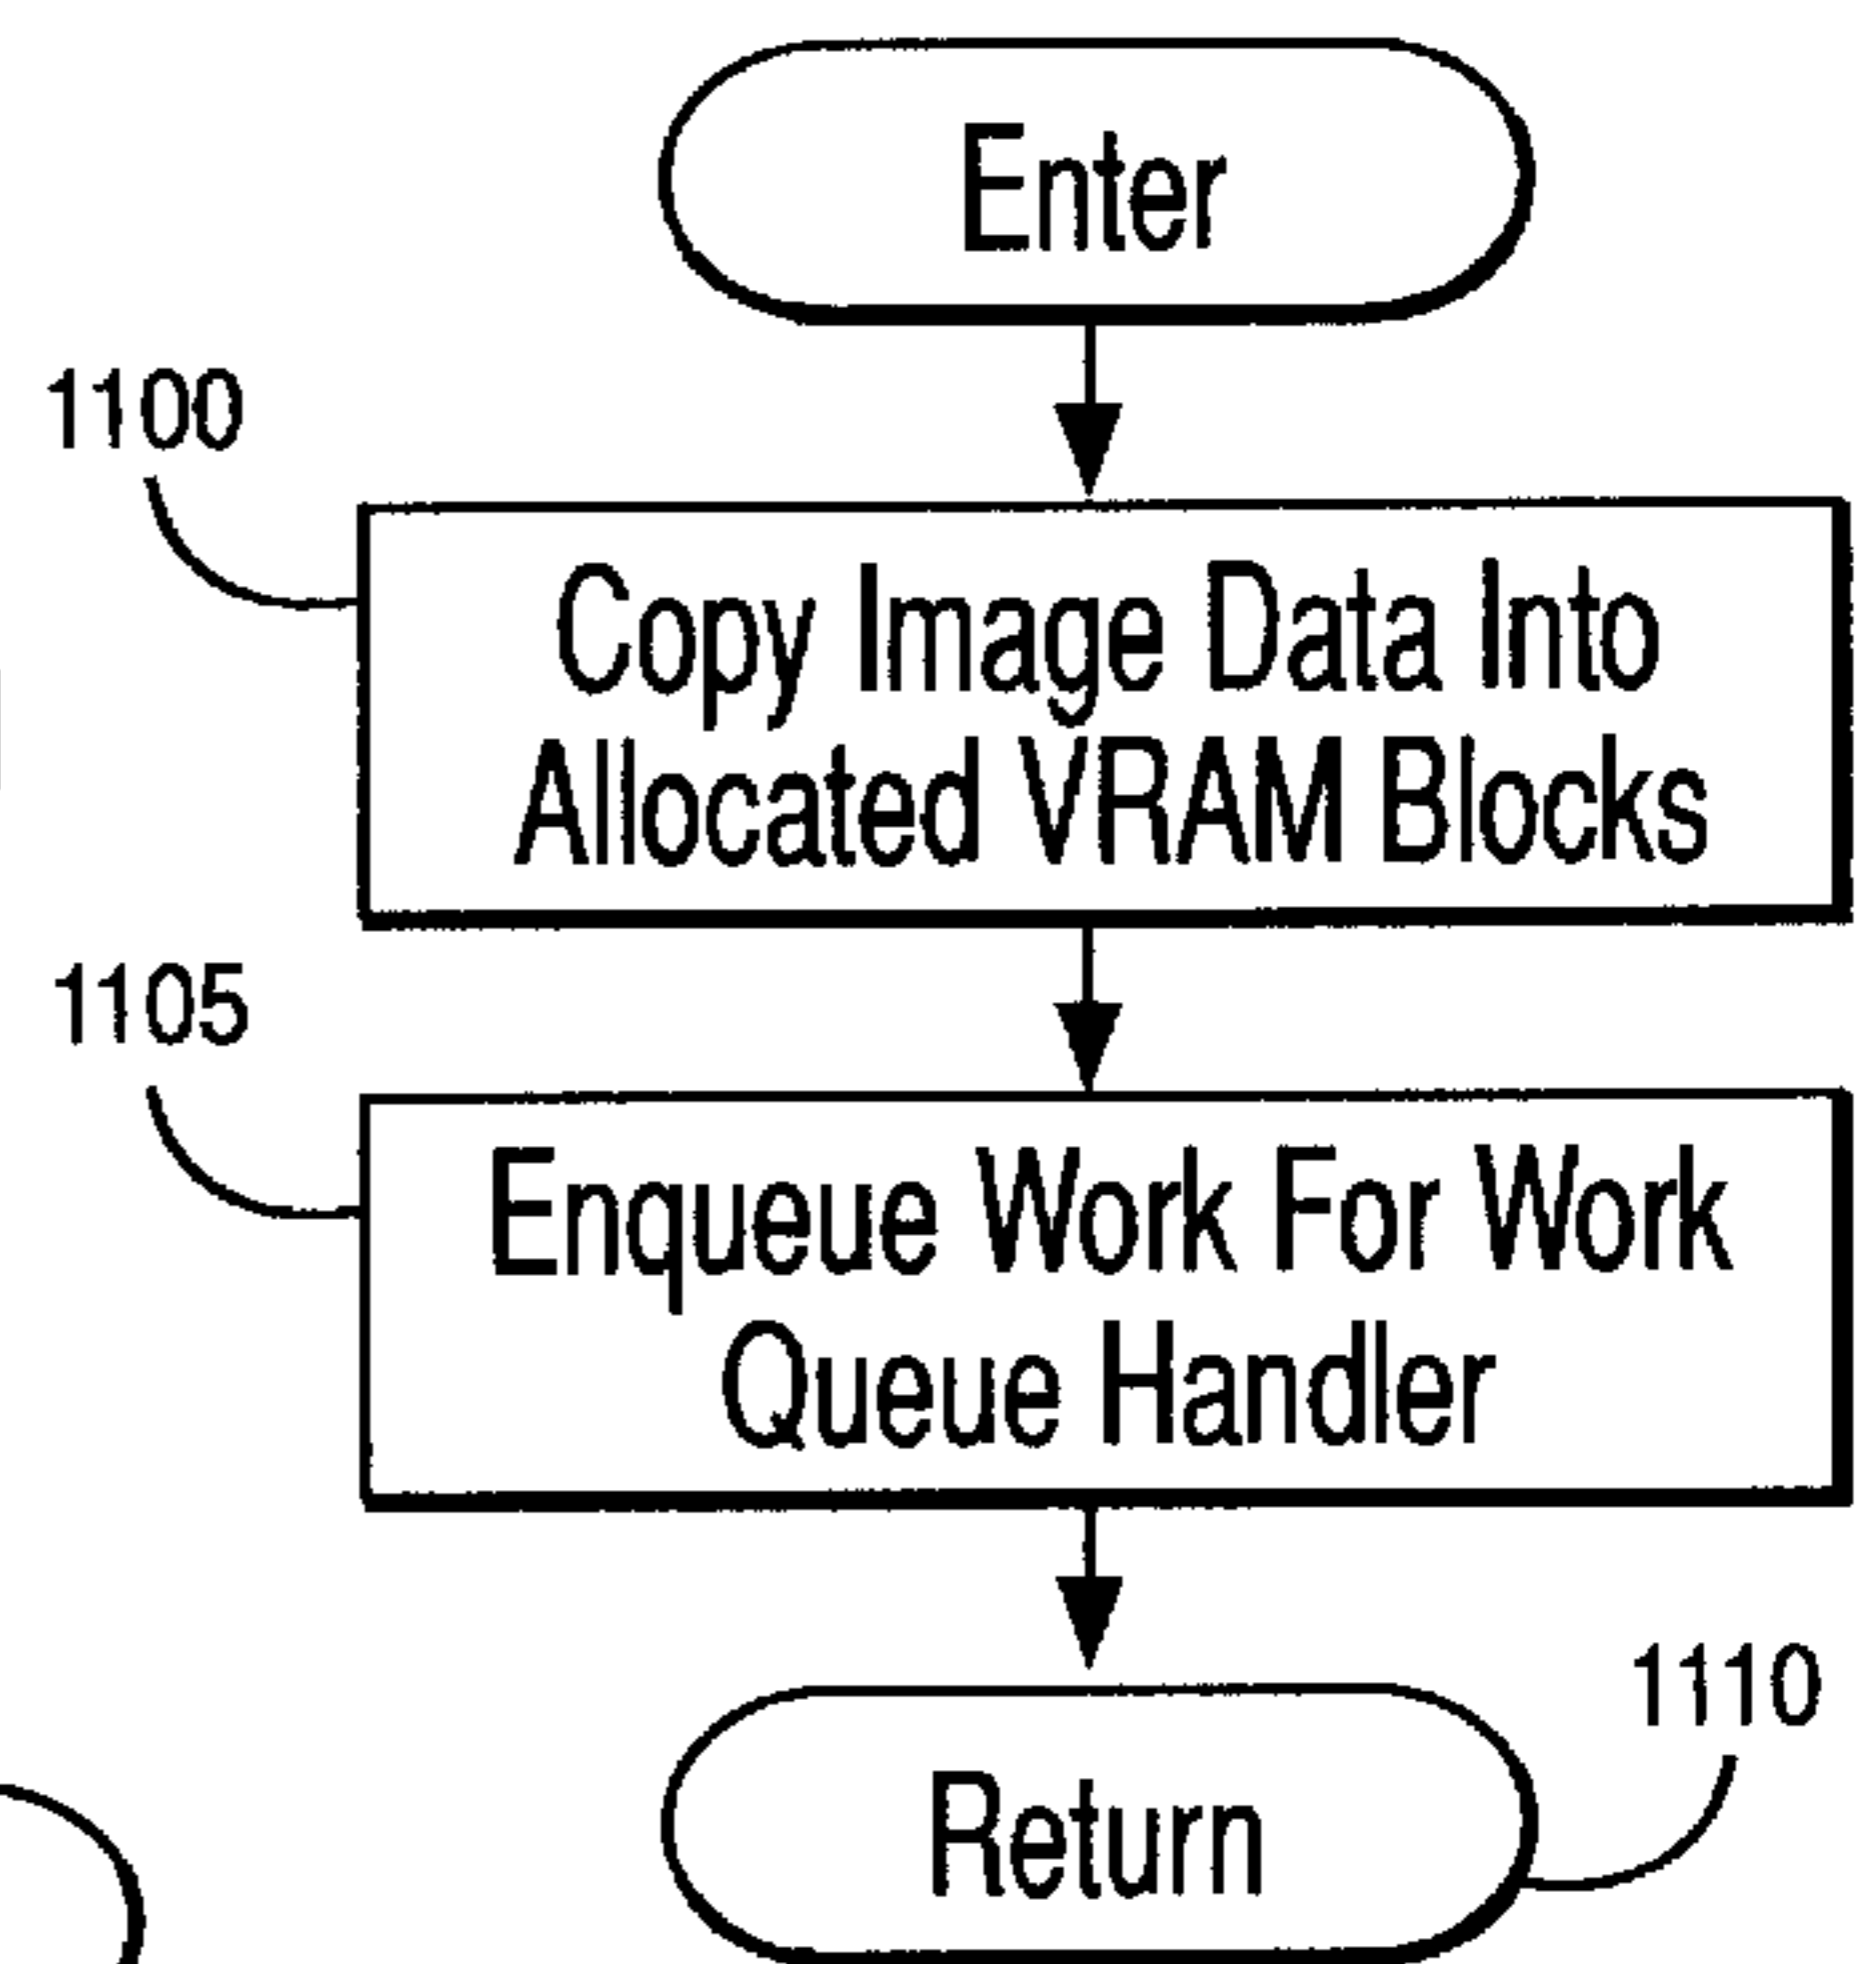 Enter
1100
Copy Image Data Into
Allocated VRAM Blocks
1105
Enqueue Work For Work
Queue Handler
1110
Return